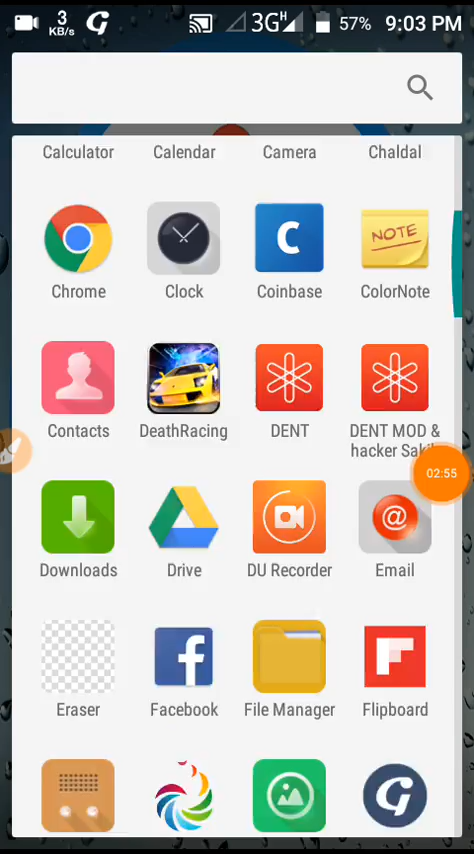 3 KB/s G 3G H 57% 9:03 PM
Calculator Calendar Camera Chaldal
NOTE
Chrome Clock Coinbase ColorNote
Contacts DeathRacing DENT DENT MOD &
hacker
02:55
@
Downloads Drive DU Recorder Email
Eraser Facebook File Manager Flipboard
G